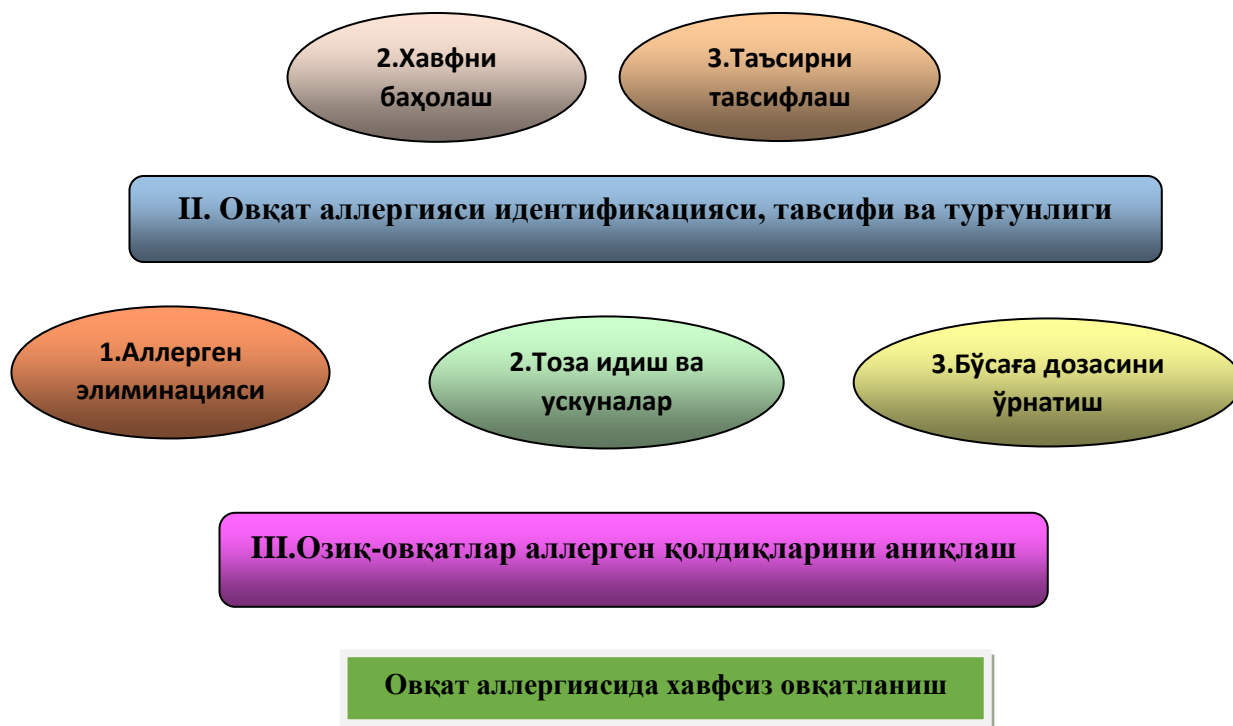 2.Хавфни
баҳолаш
3.Таъсирни
тавсифлаш
II. Овқат аллергияси идентификацияси, тавсифи ва турғунлиги
1.Аллерген
элиминацияси
2.Тоза идиш ва
ускуналар
3.Бўсаға дозасини
ўрнатиш
III.Озиқ-овқатлар аллерген қолдиқларини аниқлаш
Овқат аллергиясида хавфсиз овқатланиш